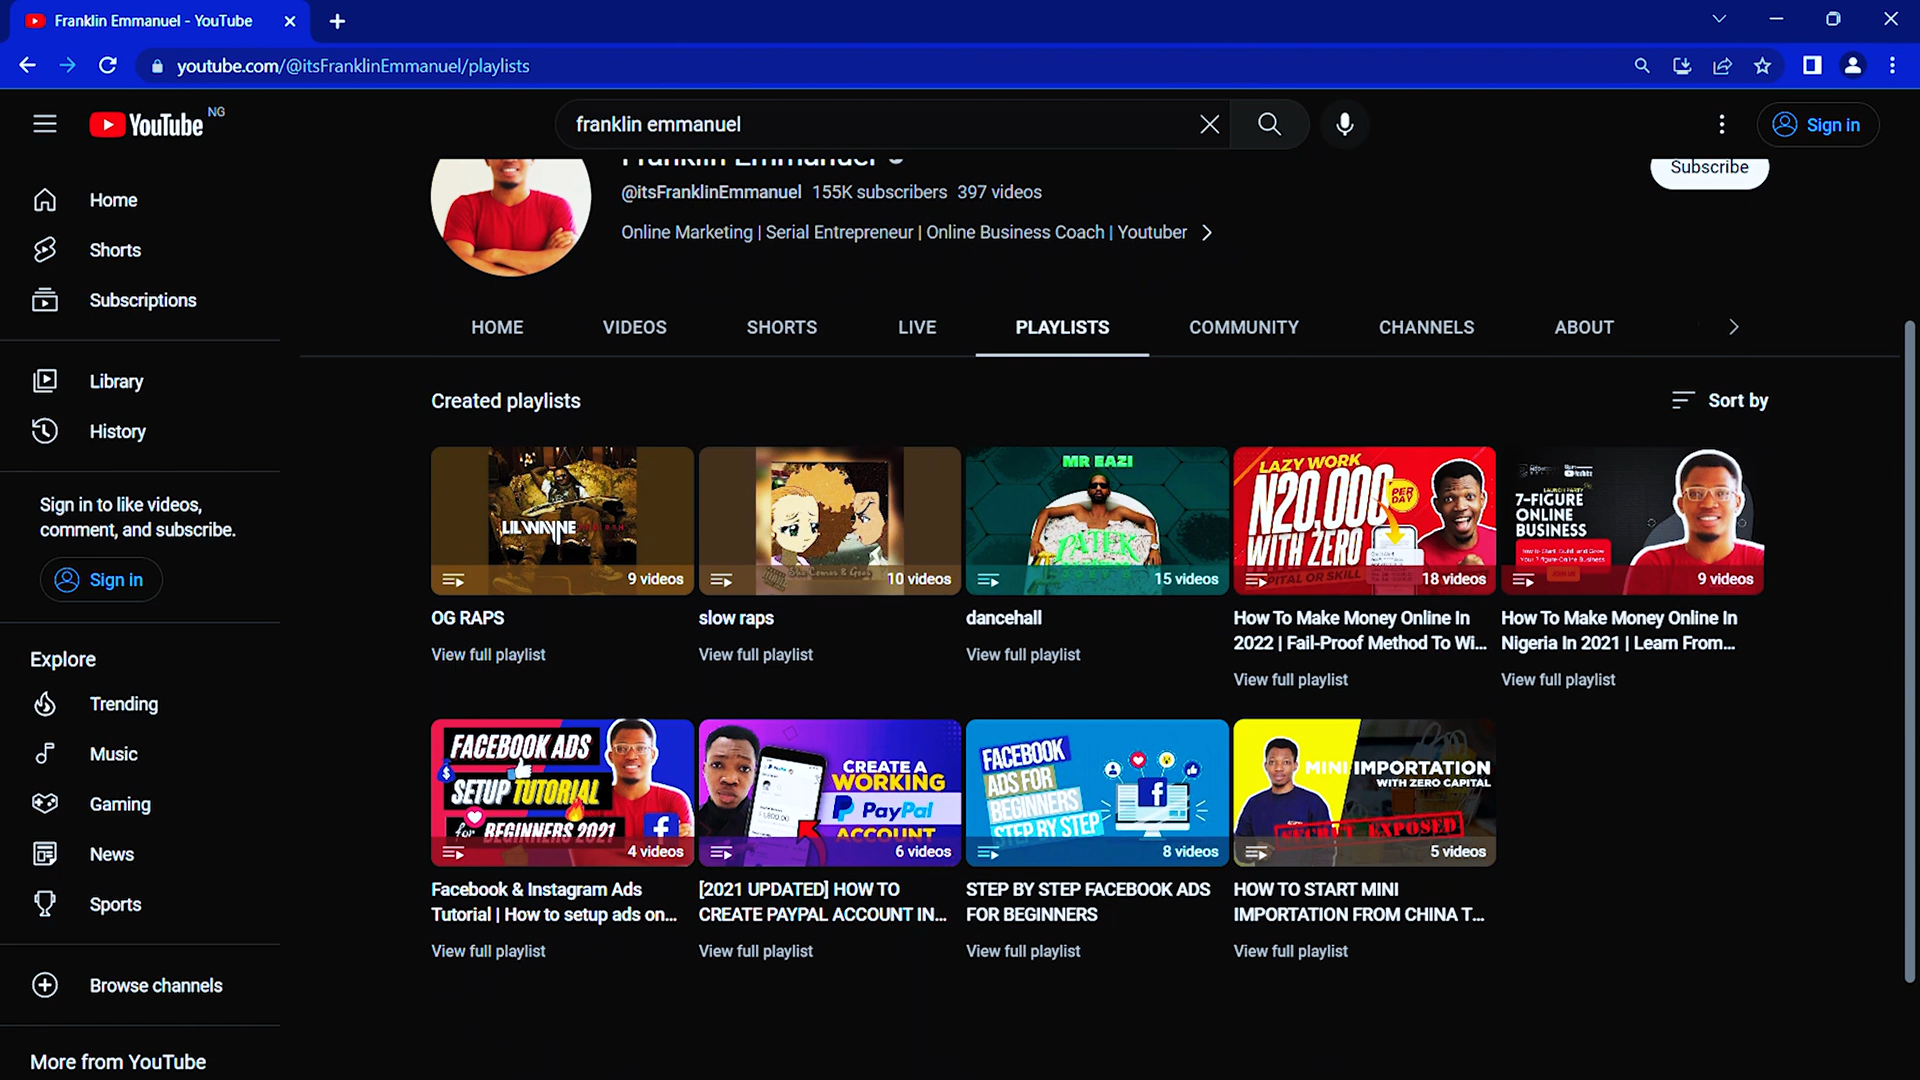 Franklin Emmanuel - YouTube
youtube.com/@itsFranklinEmmanuel/playlists
YouTube NG
franklin emmanuel
Sign in
Franklin Emmanuel
Subscribe
@itsFranklinEmmanuel 155K subscribers 397 videos
Online Marketing | Serial Entrepreneur | Online Business Coach | Youtuber
Home
Shorts
Subscriptions
Library
History
Sign in to like videos,
comment, and subscribe.
Sign in
Explore
Trending
Music
Gaming
News
Sports
Browse channels
More from YouTube
HOME VIDEOS SHORTS LIVE PLAYLISTS COMMUNITY CHANNELS ABOUT
Created playlists
Sort by
LIL WAYNE
9 videos
OG RAPS
View full playlist
10 videos
slow raps
View full playlist
MR EAZI
PATEK
15 videos
dancehall
View full playlist
LAZY WORK
N20,000
PER
DAY
WITH ZERO
CAPITAL OR SKILL
18 videos
How To Make Money Online In
2022 | Fail-Proof Method To Wi...
View full playlist
LAUNCH PARTY
7-FIGURE
ONLINE
BUSINESS
9 videos
How To Make Money Online In
Nigeria In 2021 | Learn From...
View full playlist
FACEBOOK ADS
SETUP TUTORIAL
for BEGINNERS 2021
4 videos
Facebook & Instagram Ads
Tutorial | How to setup ads on...
View full playlist
CREATE A
WORKING
PayPal
ACCOUNT
6 videos
[2021 UPDATED] HOW TO
CREATE PAYPAL ACCOUNT IN...
View full playlist
FACEBOOK
ADS FOR
BEGINNERS
STEP BY STEP
8 videos
STEP BY STEP FACEBOOK ADS
FOR BEGINNERS
View full playlist
MINI IMPORTATION
WITH ZERO CAPITAL
SECRET EXPOSED
5 videos
HOW TO START MINI
IMPORTATION FROM CHINA T...
View full playlist